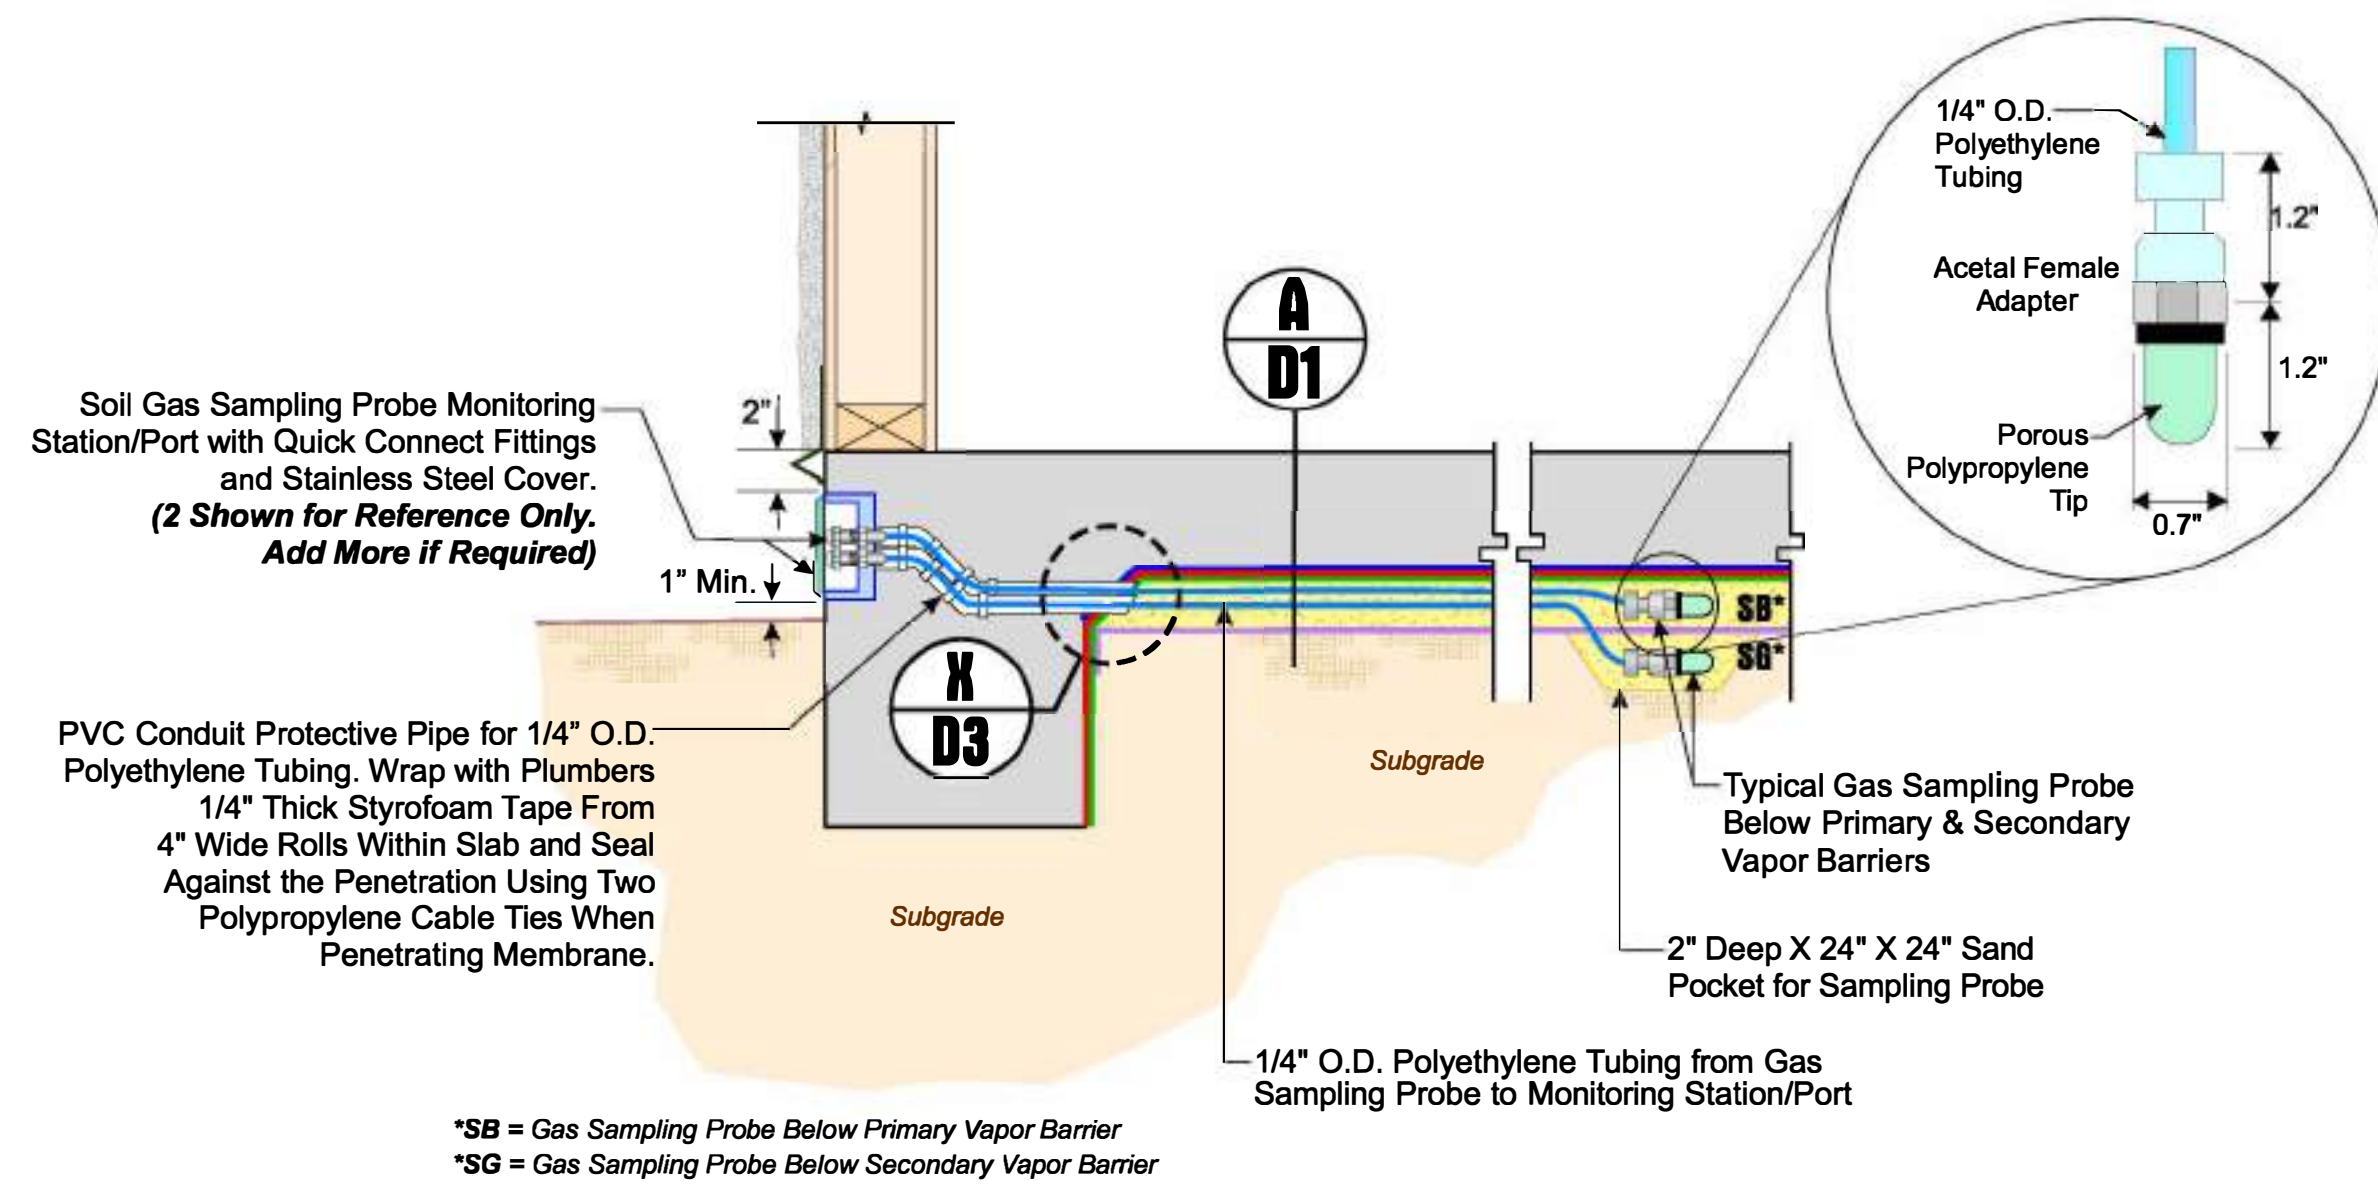 1/4" O.D.
Polyethylene
Tubing
1.2"
Acetal Female
Adapter
1.2"
Porous
Polypropylene
Tip
0.7"
A
D1
Soil Gas Sampling Probe Monitoring
Station/Port with Quick Connect Fittings
and Stainless Steel Cover.
(2 Shown for Reference Only.
Add More if Required)
2"
1” Min.
SB*
SG*
X
D3
PVC Conduit Protective Pipe for 1/4” O.D.
Polyethylene Tubing. Wrap with Plumbers
1/4" Thick Styrofoam Tape From
4" Wide Rolls Within Slab and Seal
Against the Penetration Using Two
Polypropylene Cable Ties When
Penetrating Membrane.
Subgrade
Subgrade
Typical Gas Sampling Probe
Below Primary & Secondary
Vapor Barriers
2" Deep X 24" X 24" Sand
Pocket for Sampling Probe
1/4" O.D. Polyethylene Tubing from Gas
Sampling Probe to Monitoring Station/Port
*SB = Gas Sampling Probe Below Primary Vapor Barrier
*SG = Gas Sampling Probe Below Secondary Vapor Barrier